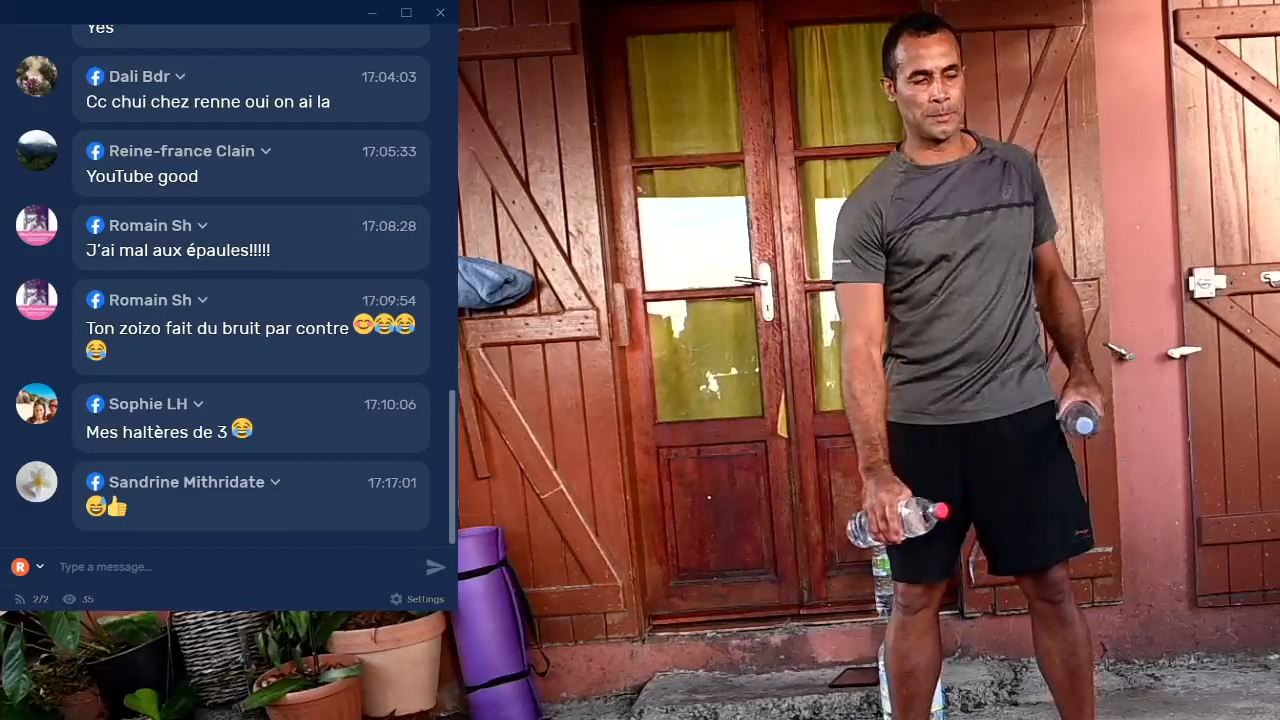 Yes
Dali Bdr 17:04:03
Cc chui chez renne oui on ai la
Reine-france Clain 17:05:33
YouTube good
Romain Sh 17:08:28
J'ai mal aux épaules!!!!!
Romain Sh 17:09:54
Ton zoizo fait du bruit par contre 😊😂😂
😂
Sophie LH 17:10:06
Mes haltères de 3 😂
Sandrine Mithridate 17:17:01
😅👍
R Type a message...
2/2 35 Settings